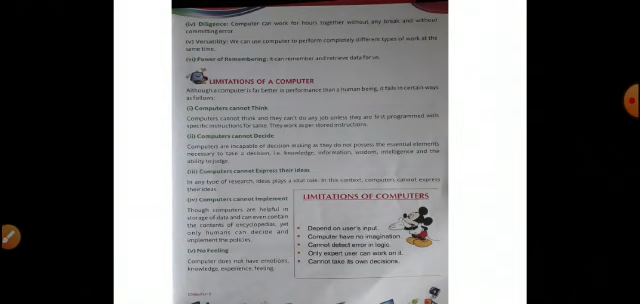 (iv) Diligence: Computer can work for hours together without any break and without
committing error.
(v) Versatility: We can use computer to perform completely different types of work at the
same time.
(vi) Power of Remembering: It can remember and retrieve data for us.
LIMITATIONS OF A COMPUTER
Although a computer is far better in performance than a human being, it fails in certain ways
as follows:
(i) Computers cannot Think
Computers cannot think and they can't do any job unless they are first programmed with
specific instructions for same. They work as per stored instructions.
(ii) Computers cannot Decide
Computers are incapable of decision making as they do not possess the essential elements
necessary to take a decision, i.e. knowledge, information, wisdom, intelligence and the
ability to judge.
(iii) Computers cannot Express their Ideas
In any type of research, ideas plays a vital role. In this context, computers cannot express
their ideas.
(iv) Computers cannot Implement
Though computers are helpful in
storage of data and can even contain
the contents of encyclopedias, yet
only humans can decide and
implement the policies.
(v) No Feeling
Computer does not have emotions,
knowledge, experience, feeling.
LIMITATIONS OF COMPUTERS
Depend on user's input.
Computer have no imagination.
Cannot detect error in logic.
Only expert user can work on it.
Cannot take its own decisions.